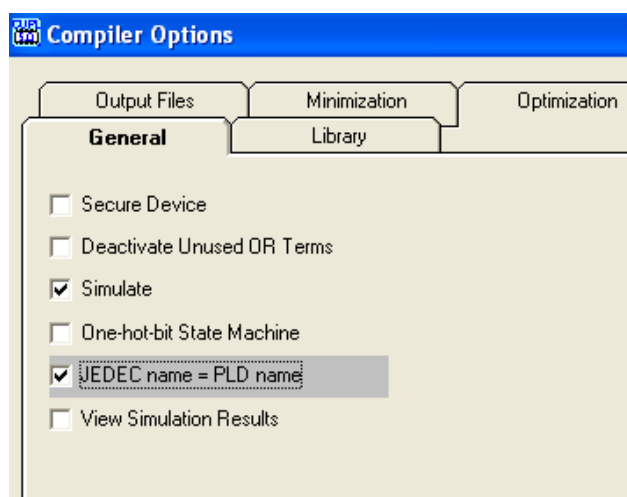 Compiler Options
Output Files Minimization Optimization
General Library
Secure Device
Deactivate Unused OR Terms
Simulate
One-hot-bit State Machine
JEDEC name = PLD name
View Simulation Results